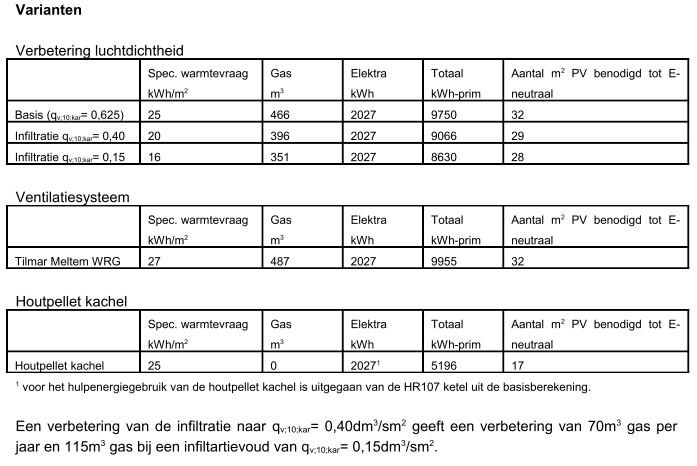 Varianten
Verbetering luchtdichtheid
Spec. warmtevraag kWh/m² Gas m³ Elektra kWh Totaal kWh-prim Aantal m² PV benodigd tot E-neutraal
Basis (qv;10;kar= 0,625) 25 466 2027 9750 32
Infiltratie qv;10;kar= 0,40 20 396 2027 9066 29
Infiltratie qv;10;kar= 0,15 16 351 2027 8630 28
Ventilatiesysteem
Spec. warmtevraag kWh/m² Gas m³ Elektra kWh Totaal kWh-prim Aantal m² PV benodigd tot E-neutraal
Tilmar Meltem WRG 27 487 2027 9955 32
Houtpellet kachel
Spec. warmtevraag kWh/m² Gas m³ Elektra kWh Totaal kWh-prim Aantal m² PV benodigd tot E-neutraal
Houtpellet kachel 25 0 2027¹ 5196 17
¹ voor het hulpenergiegebruik van de houtpellet kachel is uitgegaan van de HR107 ketel uit de basisberekening.
Een verbetering van de infiltratie naar qv;10;kar= 0,40dm³/sm² geeft een verbetering van 70m³ gas per
jaar en 115m³ gas bij een infiltartievoud van qv;10;kar= 0,15dm³/sm².